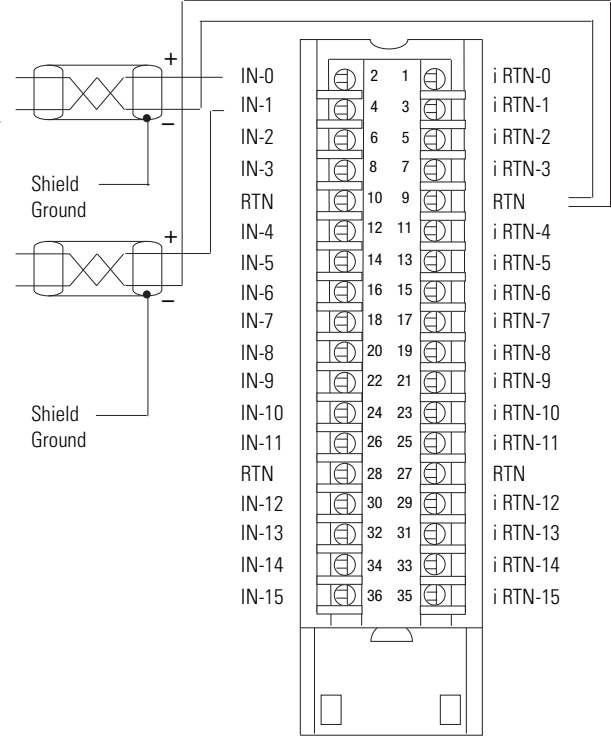 +
IN-0 2 1 i RTN-0
IN-1 4 3 i RTN-1
–
IN-2 6 5 i RTN-2
IN-3 8 7 i RTN-3
Shield
Ground
RTN 10 9 RTN
+
IN-4 12 11 i RTN-4
IN-5 14 13 i RTN-5
IN-6 16 15 i RTN-6
–
IN-7 18 17 i RTN-7
IN-8 20 19 i RTN-8
IN-9 22 21 i RTN-9
Shield
Ground
IN-10 24 23 i RTN-10
IN-11 26 25 i RTN-11
RTN 28 27 RTN
IN-12 30 29 i RTN-12
IN-13 32 31 i RTN-13
IN-14 34 33 i RTN-14
IN-15 36 35 i RTN-15